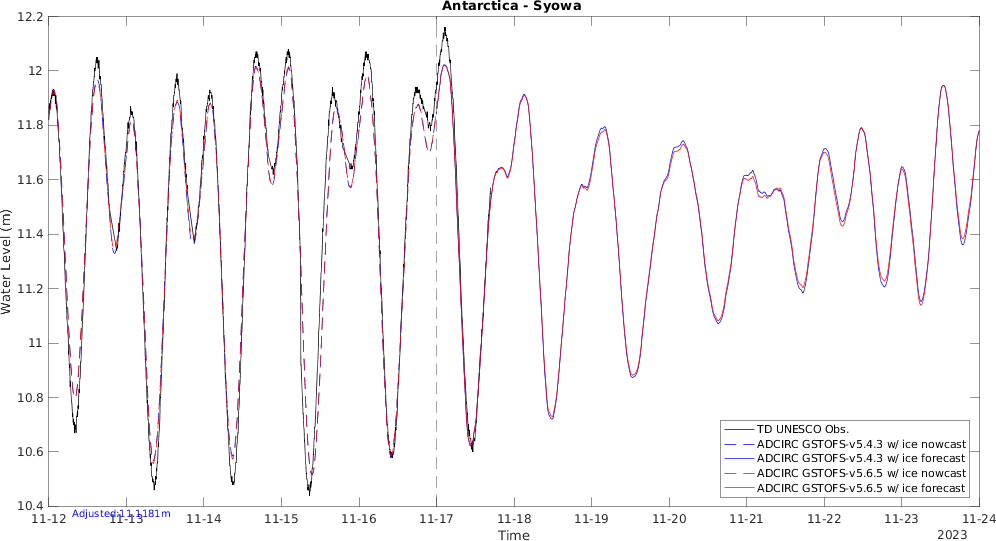 Antarctica - Syowa
12.2
12
11.8
11.6
11.4
11.2
11
10.8
10.6
10.4
Water Level (m)
TD UNESCO Obs.
ADCIRC GSTOFS-v5.4.3 w/ ice nowcast
ADCIRC GSTOFS-v5.4.3 w/ ice forecast
ADCIRC GSTOFS-v5.6.5 w/ ice nowcast
ADCIRC GSTOFS-v5.6.5 w/ ice forecast
11-12 11-13 11-14 11-15 11-16 11-17 11-18 11-19 11-20 11-21 11-22 11-23 11-24
Adjusted:11.1181m
Time
2023